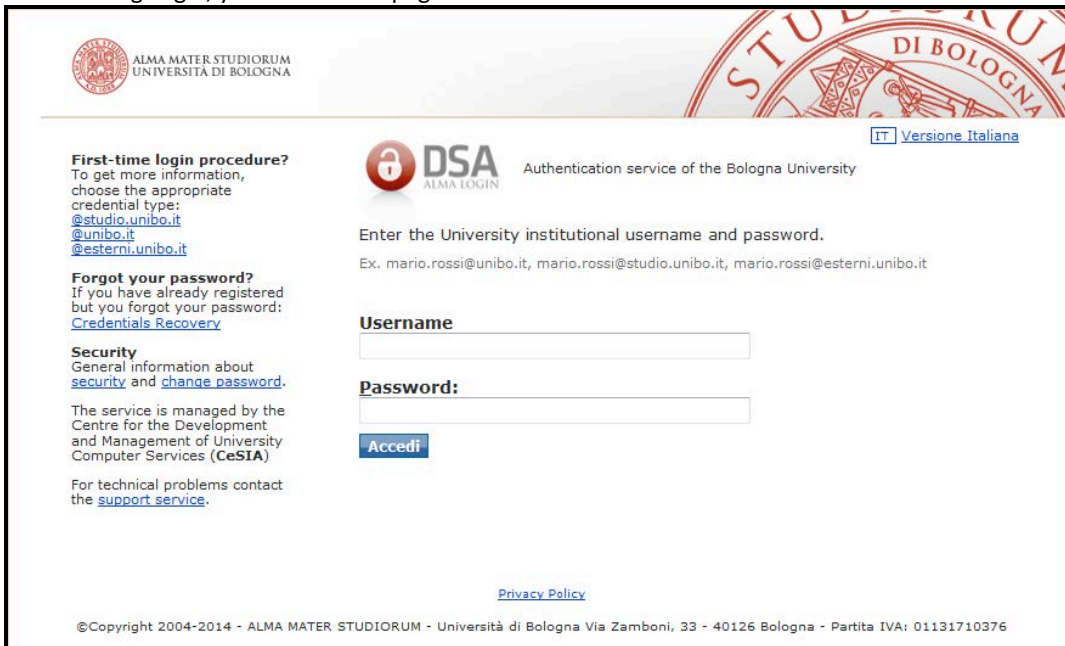 ALMA MATER STUDIORUM
UNIVERSITÀ DI BOLOGNA
STUDIORUM
DI BOLOGNA
IT Versione Italiana
First-time login procedure?
To get more information,
choose the appropriate
credential type:
@studio.unibo.it
@unibo.it
@esterni.unibo.it
Forgot your password?
If you have already registered
but you forgot your password:
Credentials Recovery
Security
General information about
security and change password.
The service is managed by the
Centre for the Development
and Management of University
Computer Services (CeSIA)
For technical problems contact
the support service.
DSA
ALMA LOGIN
Authentication service of the Bologna University
Enter the University institutional username and password.
Ex. mario.rossi@unibo.it, mario.rossi@studio.unibo.it, mario.rossi@esterni.unibo.it
Username
Password:
Accedi
Privacy Policy
©Copyright 2004-2014 - ALMA MATER STUDIORUM - Università di Bologna Via Zamboni, 33 - 40126 Bologna - Partita IVA: 01131710376